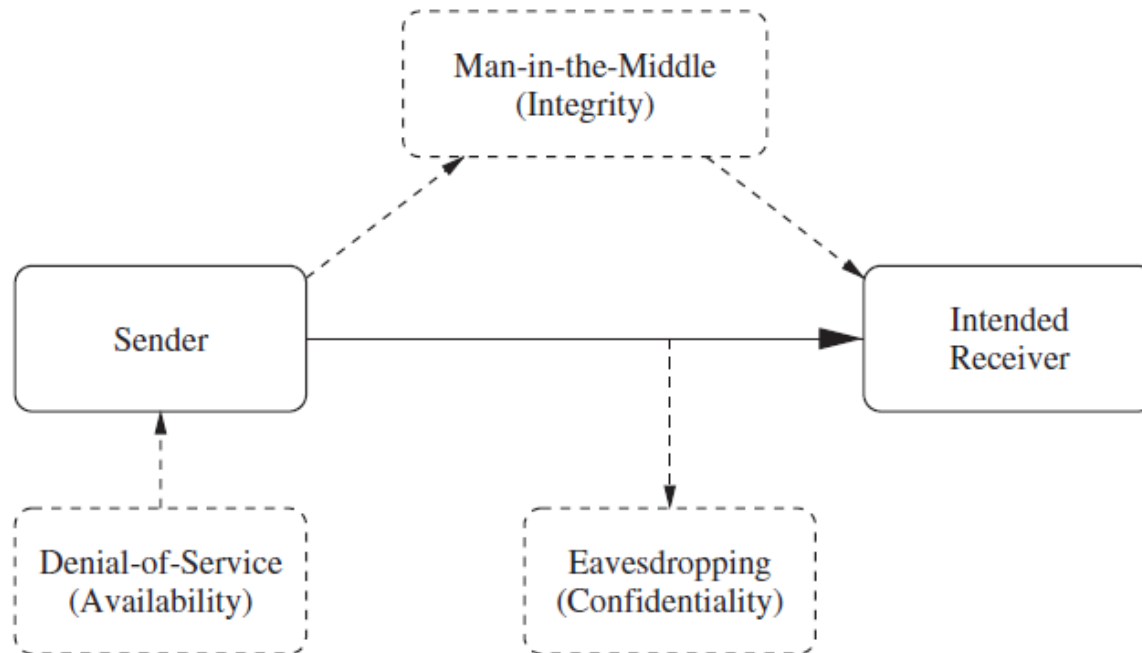 Man-in-the-Middle
(Integrity)
Sender
Intended
Receiver
Denial-of-Service
(Availability)
Eavesdropping
(Confidentiality)